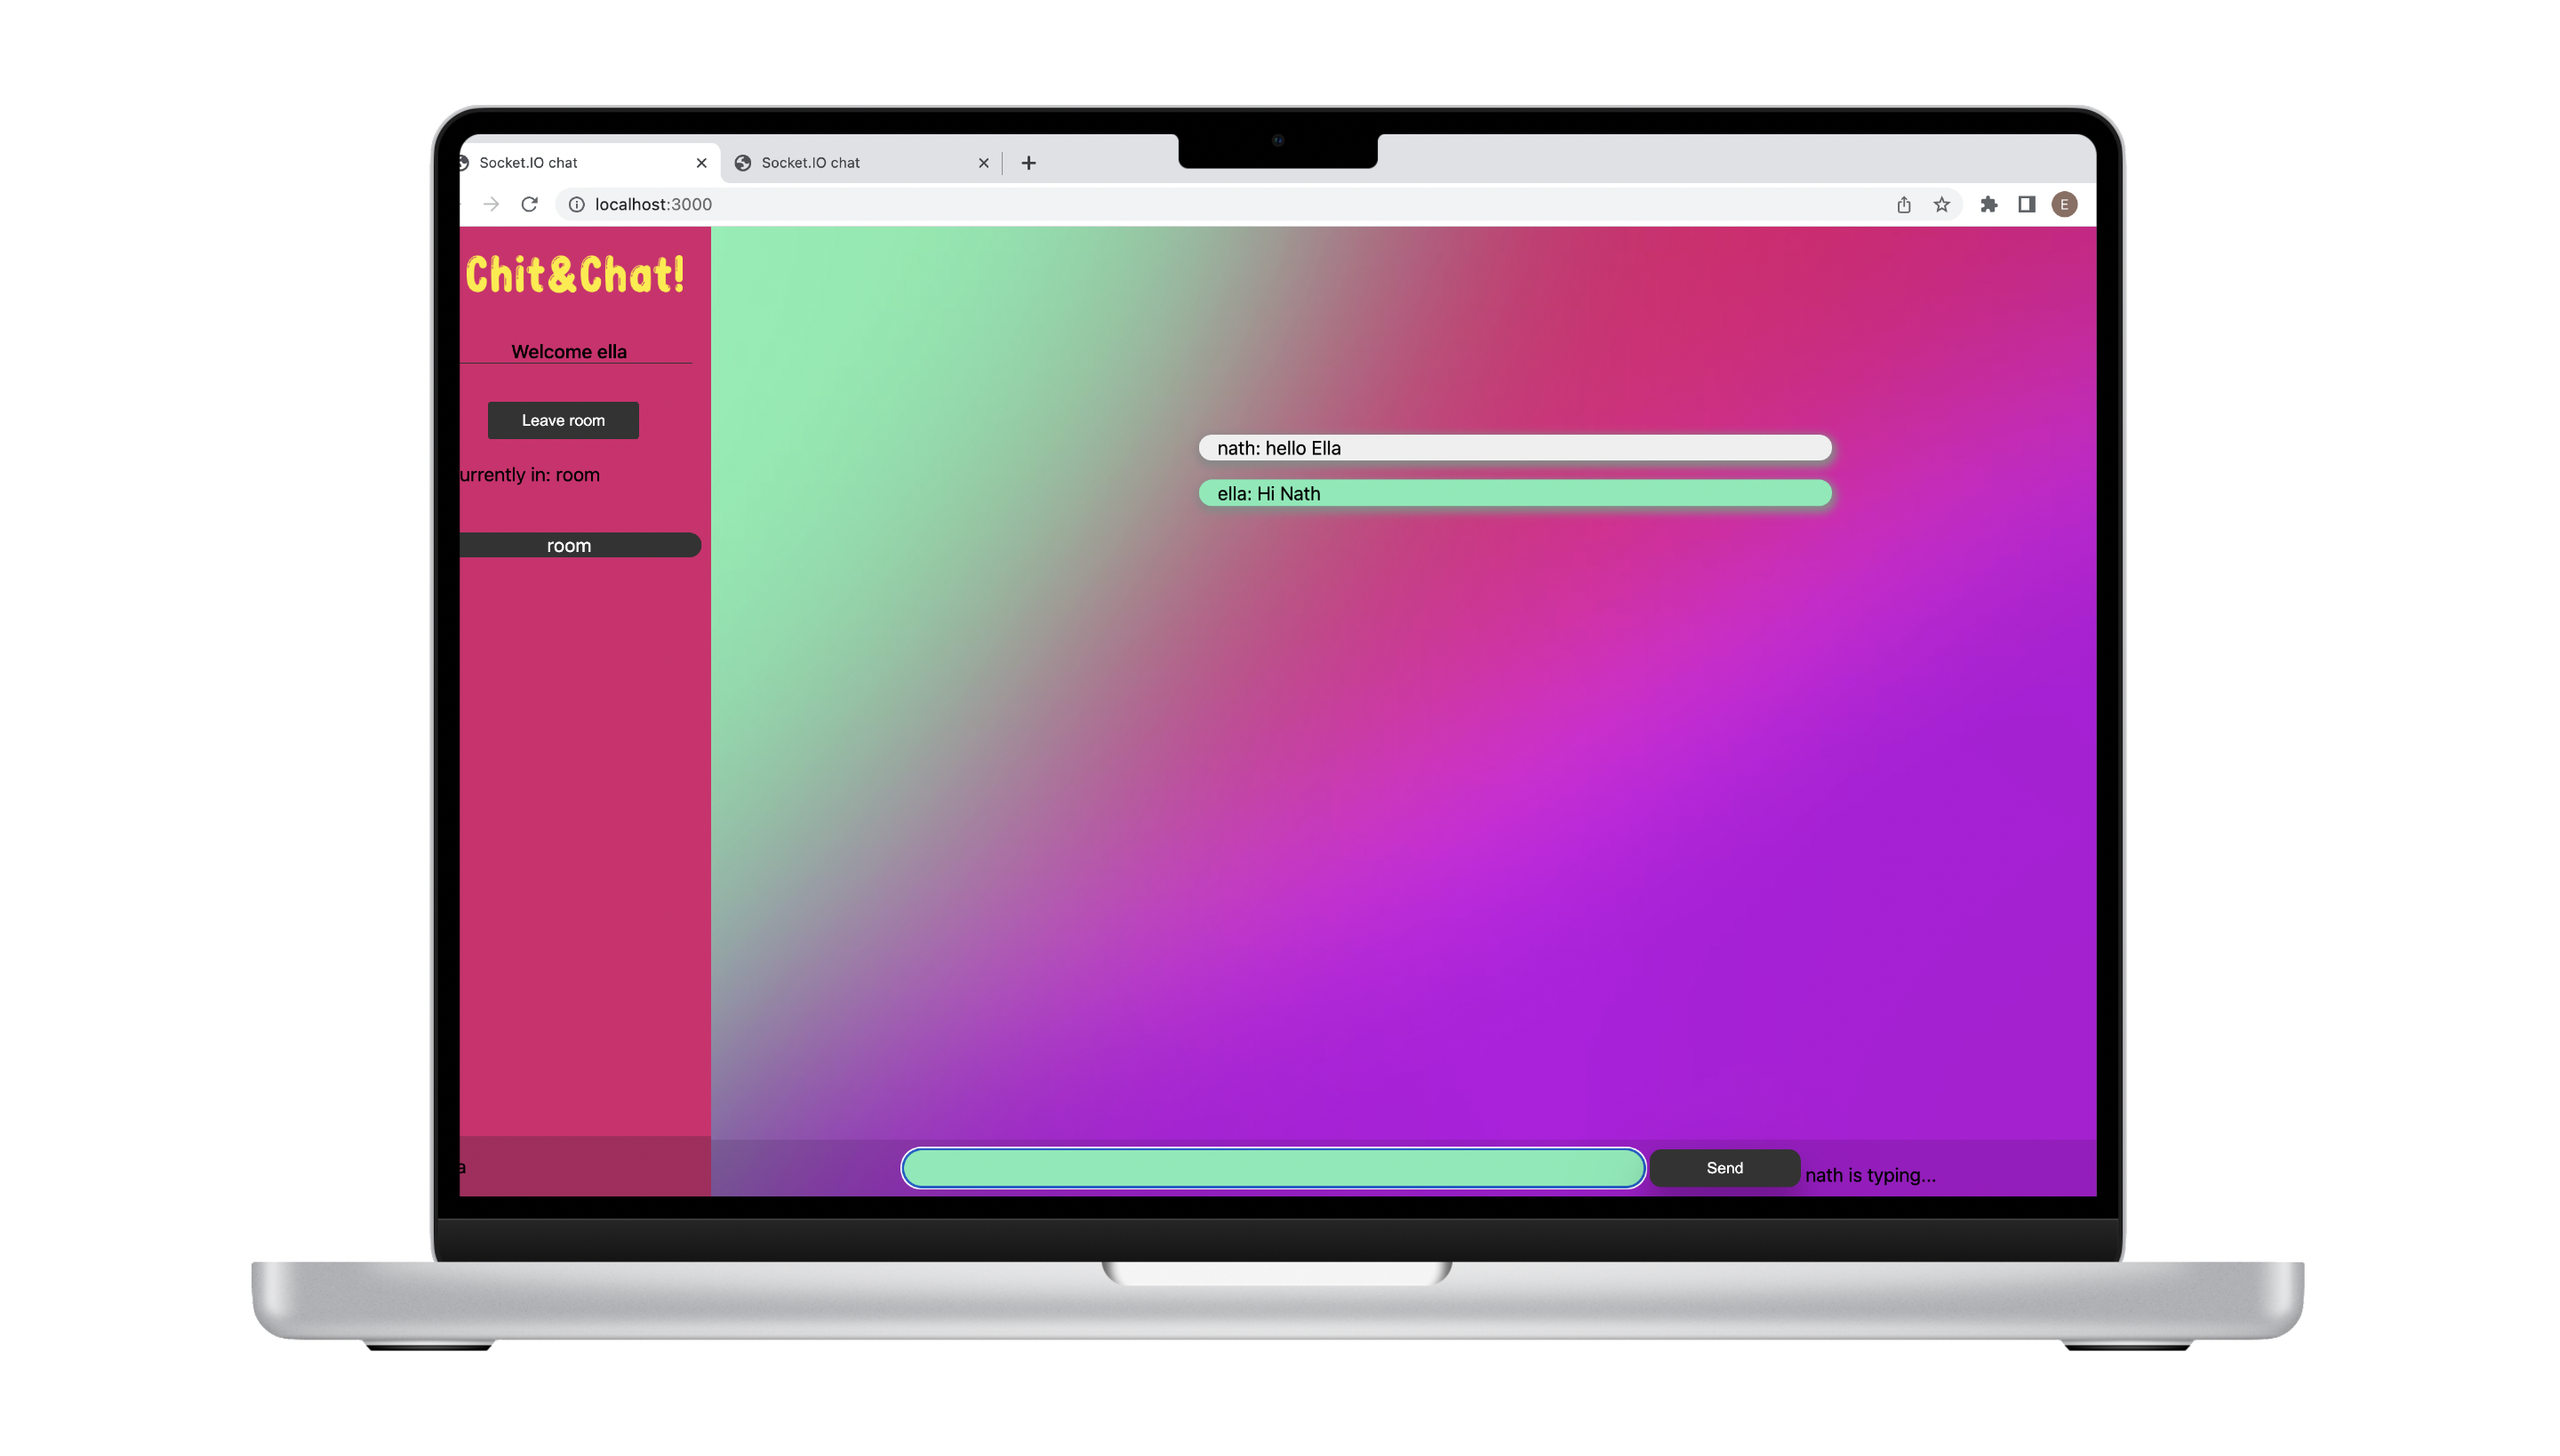 Socket.IO chat
Socket.IO chat
localhost:3000
E
Chit&Chat!
Welcome ella
Leave room
urrently in: room
room
nath: hello Ella
ella: Hi Nath
a
Send
nath is typing...